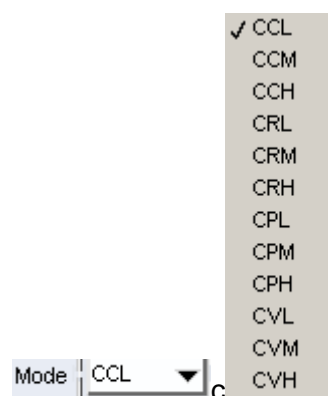 ✓ CCL
CCM
CCH
CRL
CRM
CRH
CPL
CPM
CPH
CVL
CVM
Mode CCL c CVH